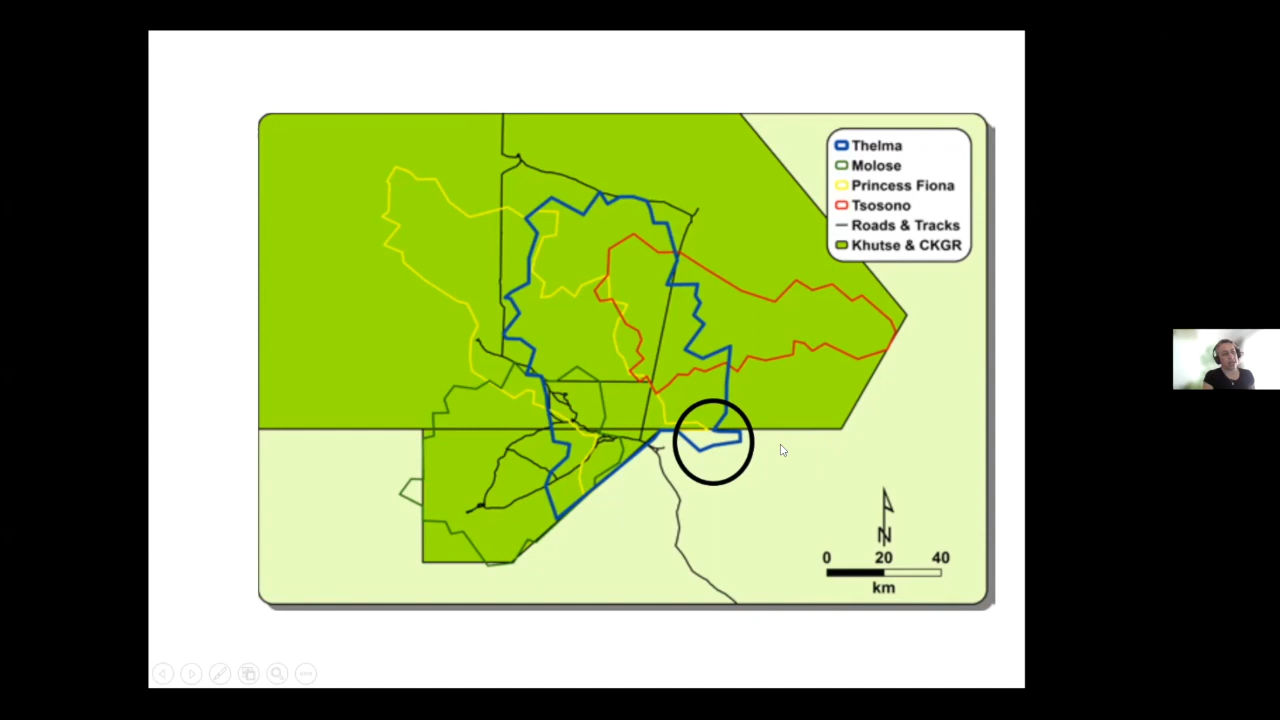 Thelma
Molose
Princess Fiona
Tsosono
Roads & Tracks
Khutse & CKGR
N
0 20 40
km